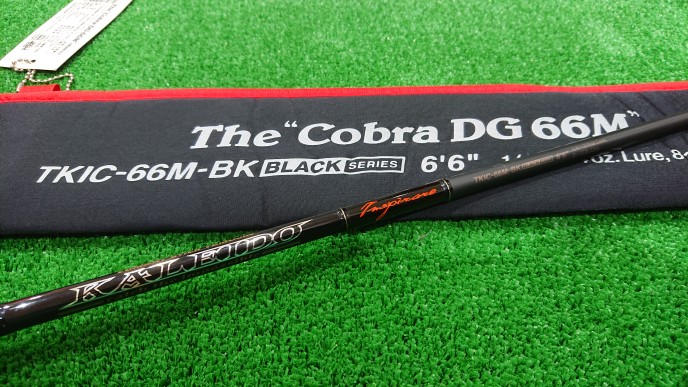 The "Cobra DG 66M"
TKIC-66M-BK BLACK SERIES 6'6" oz. Lure,
Inspirare
KALEIDO